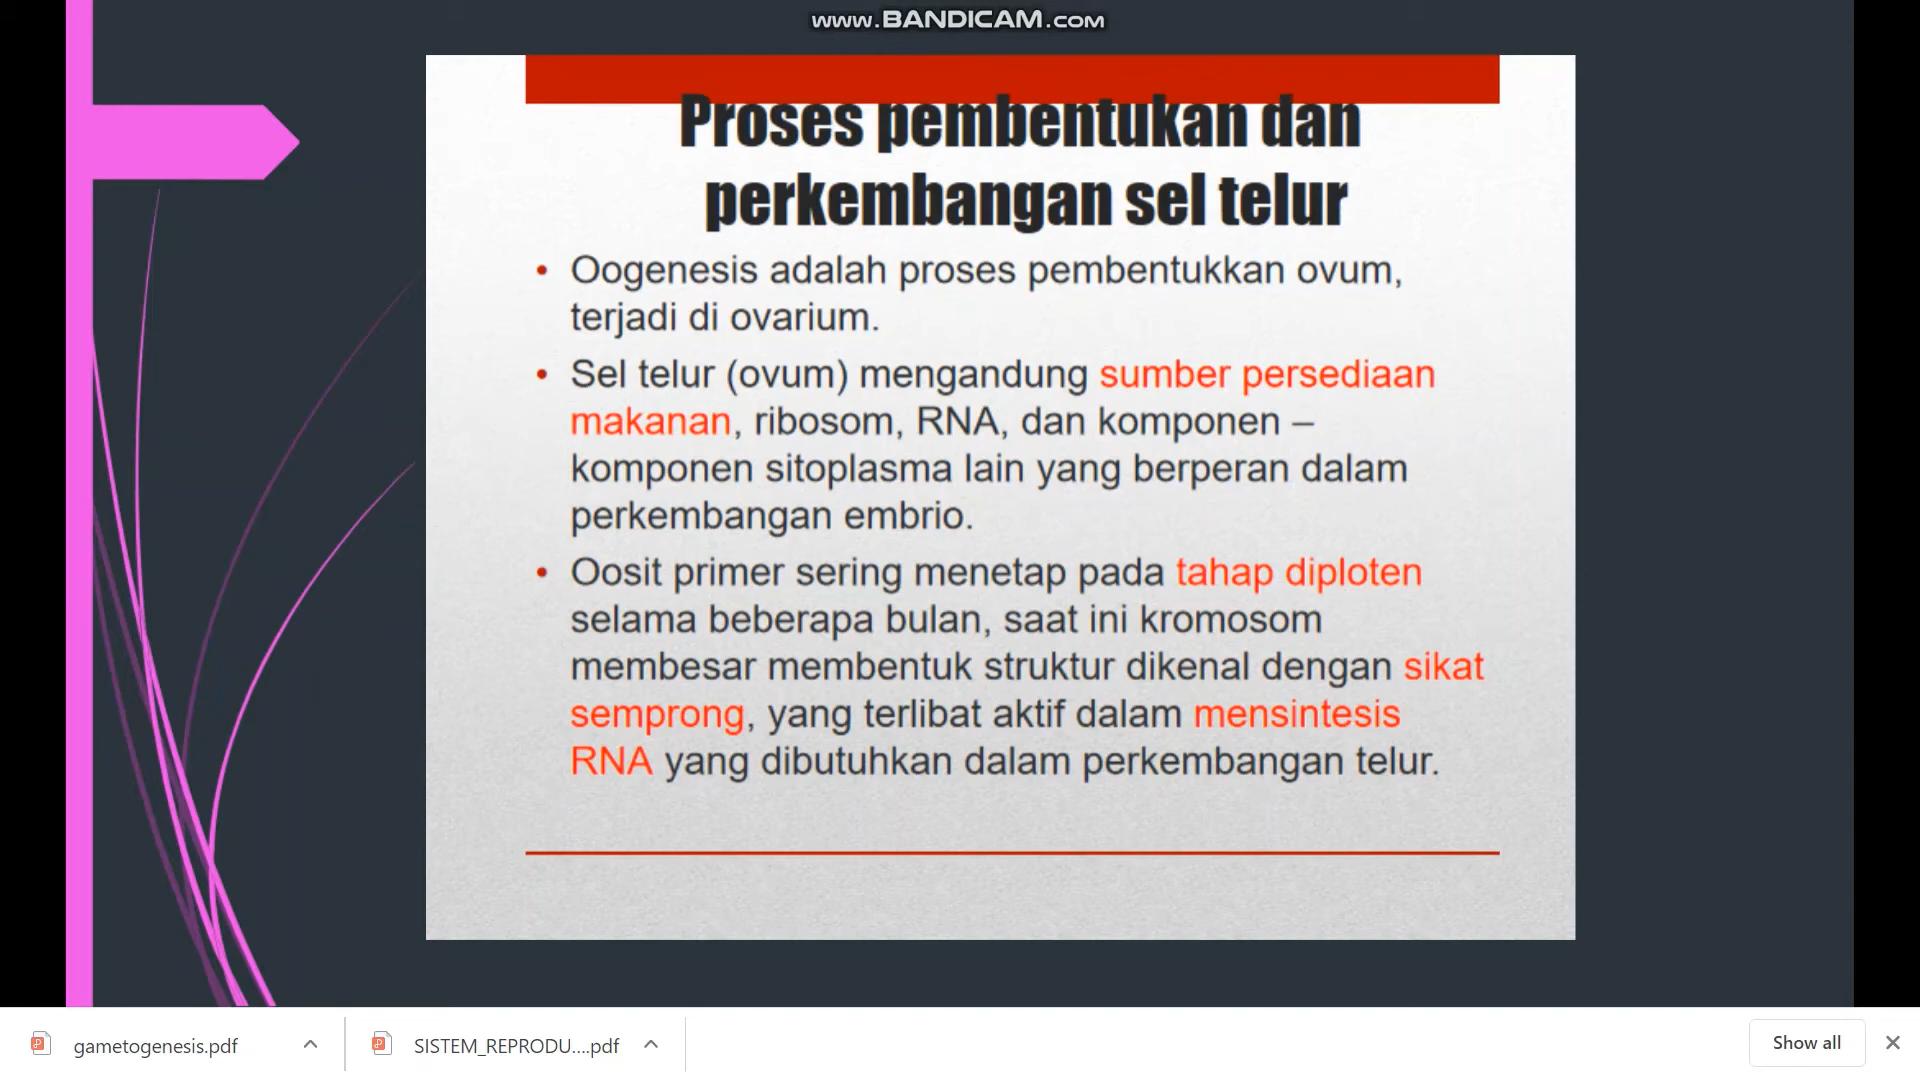 www.BANDICAM.com
Proses pembentukan dan
perkembangan sel telur
• Oogenesis adalah proses pembentukkan ovum,
terjadi di ovarium.
• Sel telur (ovum) mengandung sumber persediaan
makanan, ribosom, RNA, dan komponen –
komponen sitoplasma lain yang berperan dalam
perkembangan embrio.
• Oosit primer sering menetap pada tahap diploten
selama beberapa bulan, saat ini kromosom
membesar membentuk struktur dikenal dengan sikat
semprong, yang terlibat aktif dalam mensintesis
RNA yang dibutuhkan dalam perkembangan telur.
gametogenesis.pdf
SISTEM_REPRODU....pdf
Show all